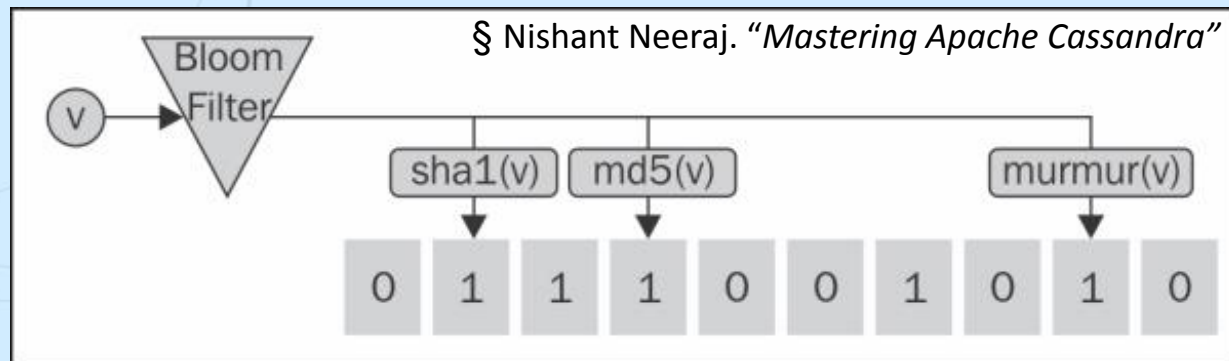 § Nishant Neeraj. “Mastering Apache Cassandra”
Bloom
Filter
v
sha1(v) md5(v) murmur(v)
0 1 1 1 0 0 1 0 1 0